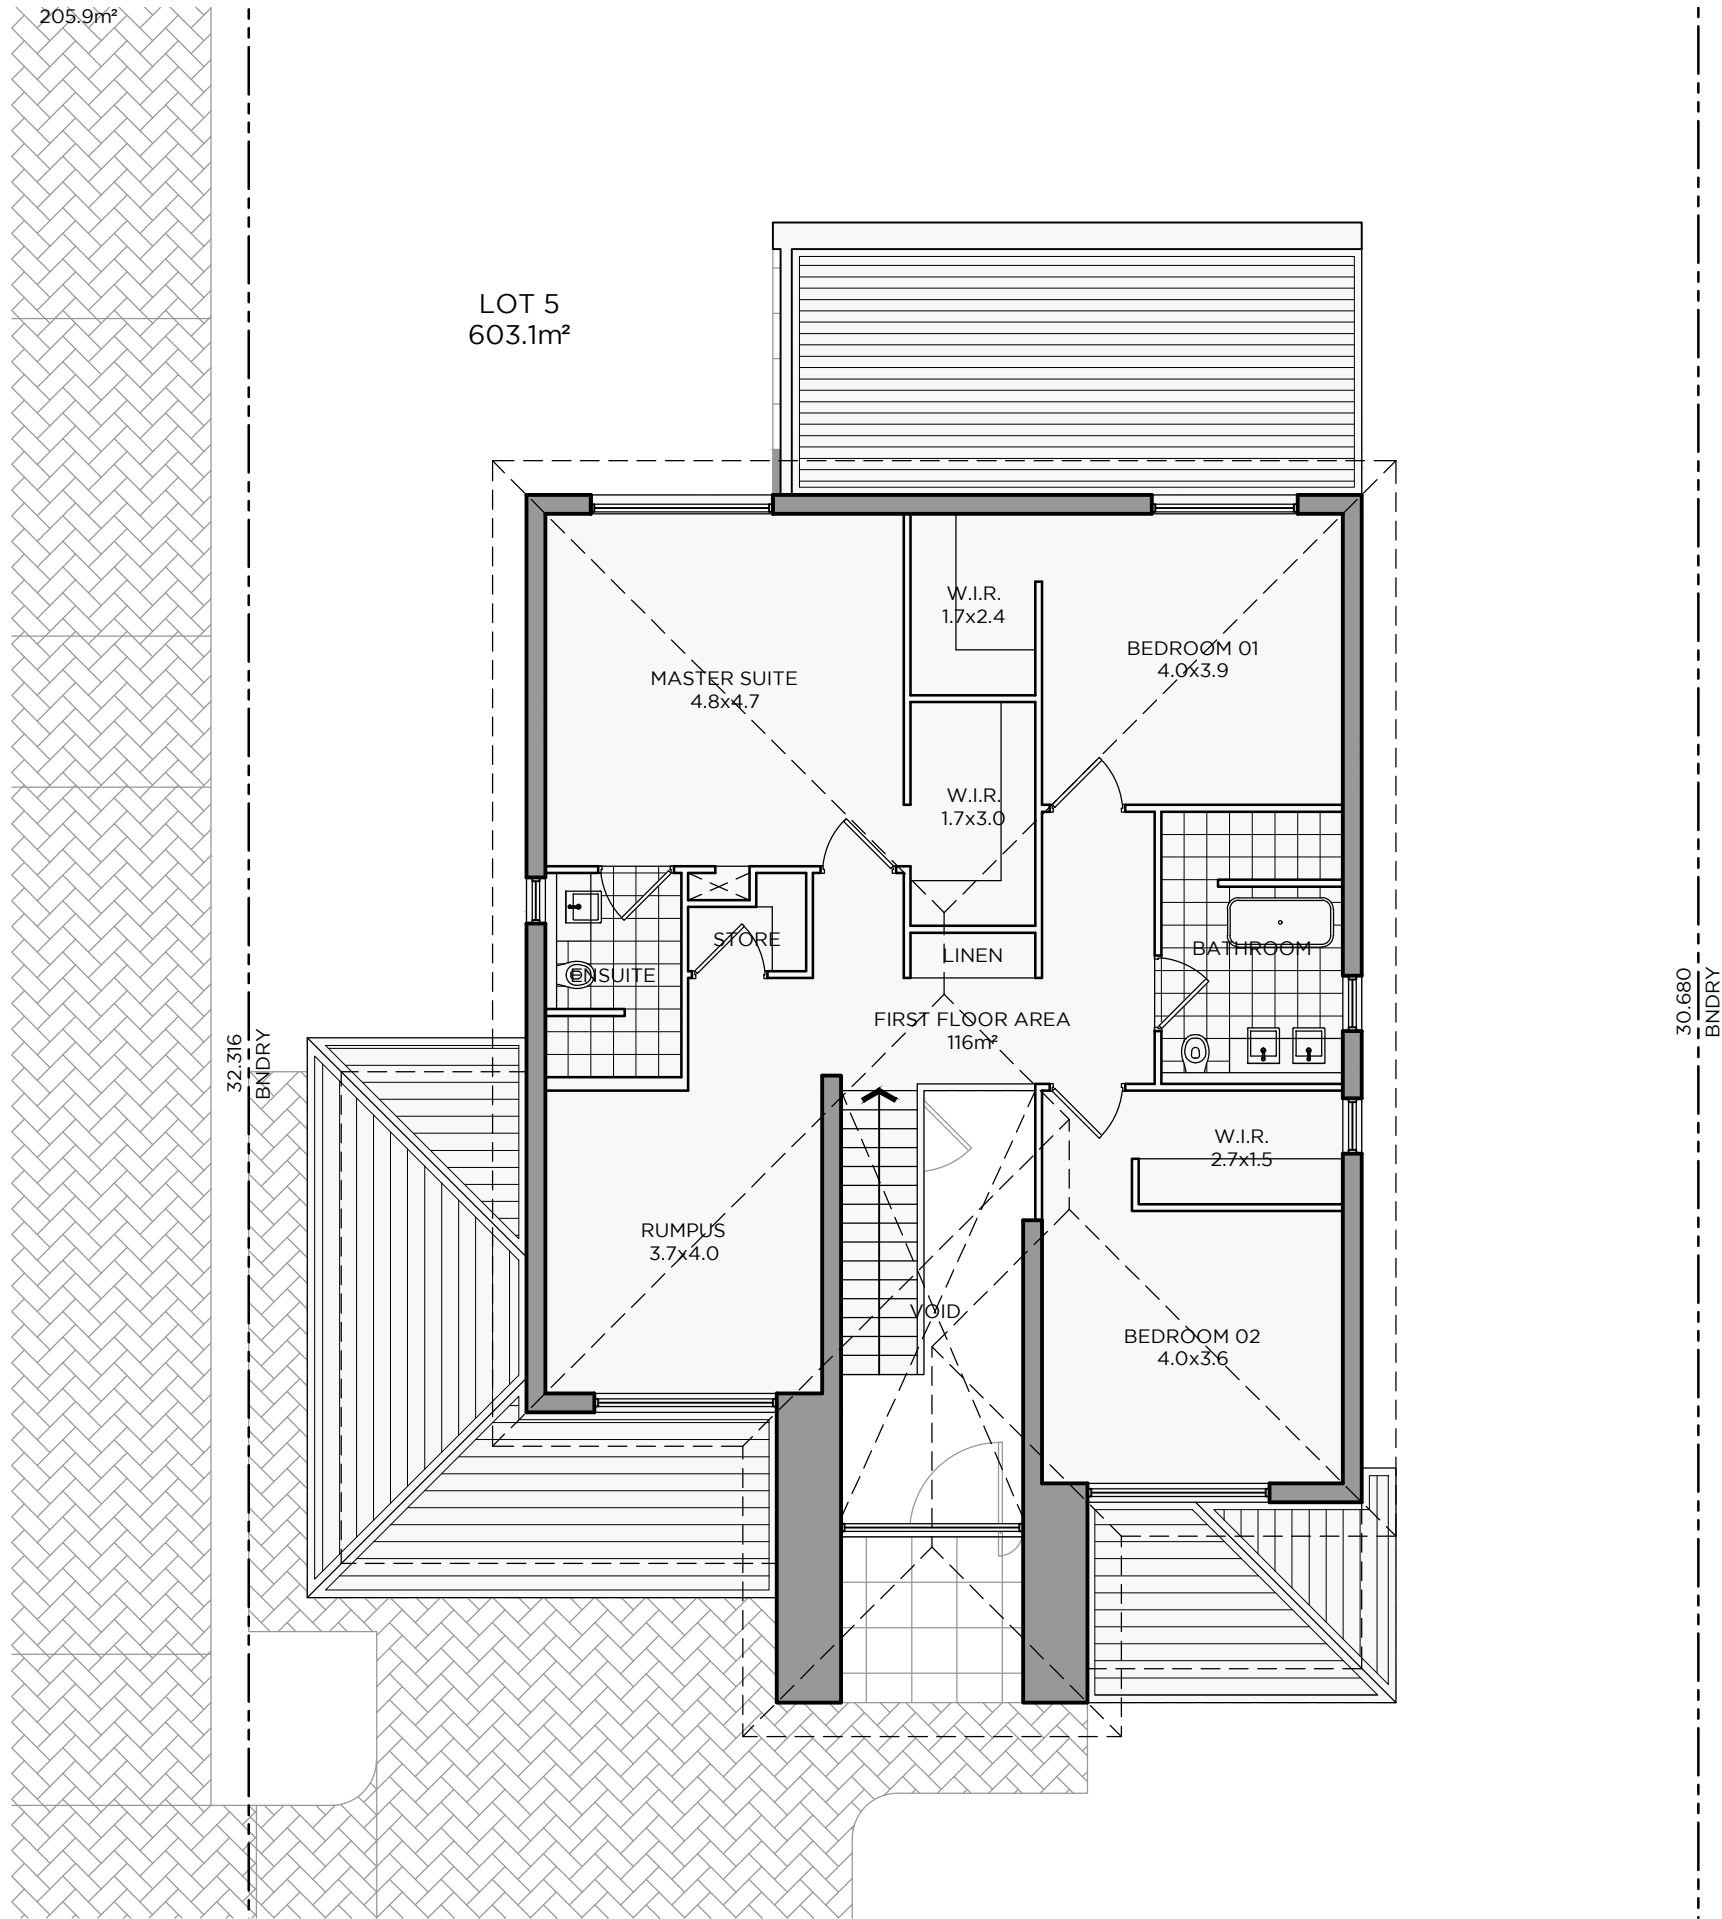 205.9m²
LOT 5
603.1m²
W.I.R.
1.7x2.4
BEDROOM 01
4.0x3.9
MASTER SUITE
4.8x4.7
W.I.R.
1.7x3.0
STORE
LINEN
BATHROOM
ENSUITE
FIRST FLOOR AREA
116m²
32.316
BNDRY
30.680
BNDRY
W.I.R.
2.7x1.5
RUMPUS
3.7x4.0
VOID
BEDROOM 02
4.0x3.6